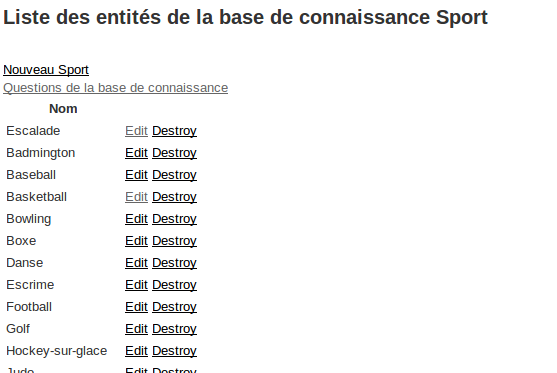 Liste des entités de la base de connaissance Sport
Nouveau Sport
Questions de la base de connaissance
Nom
Escalade Edit Destroy
Badmington Edit Destroy
Baseball Edit Destroy
Basketball Edit Destroy
Bowling Edit Destroy
Boxe Edit Destroy
Danse Edit Destroy
Escrime Edit Destroy
Football Edit Destroy
Golf Edit Destroy
Hockey-sur-glace Edit Destroy
Judo Edit Destroy